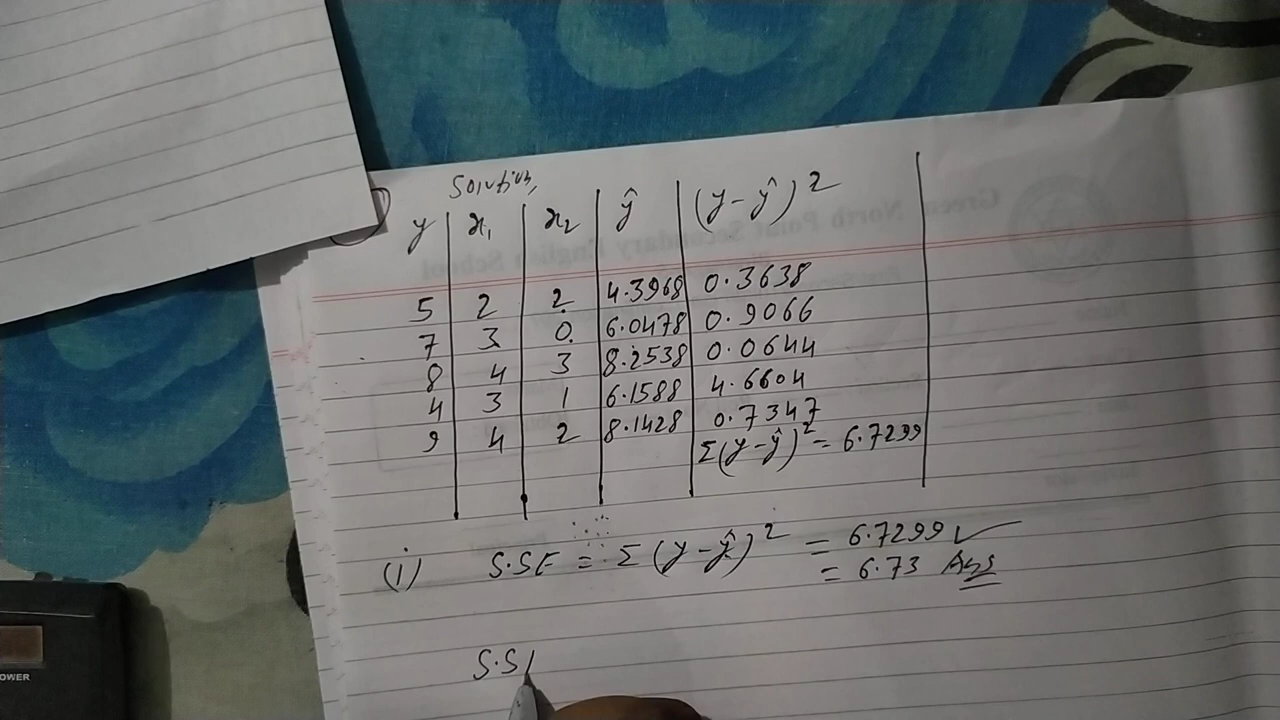 Solution,
y x₁ x₂ ŷ (y-ŷ)²
5 2 2 4.3968 0.3638
7 3 0 6.0478 0.9066
8 4 3 8.2538 0.0644
4 3 1 6.1588 4.6604
9 4 2 8.1428 0.7347
Σ(y-ŷ)² = 6.7299
(i) S.SE = Σ(y-ŷ)² = 6.7299 ✓
= 6.73 Ans
S.S
OWER